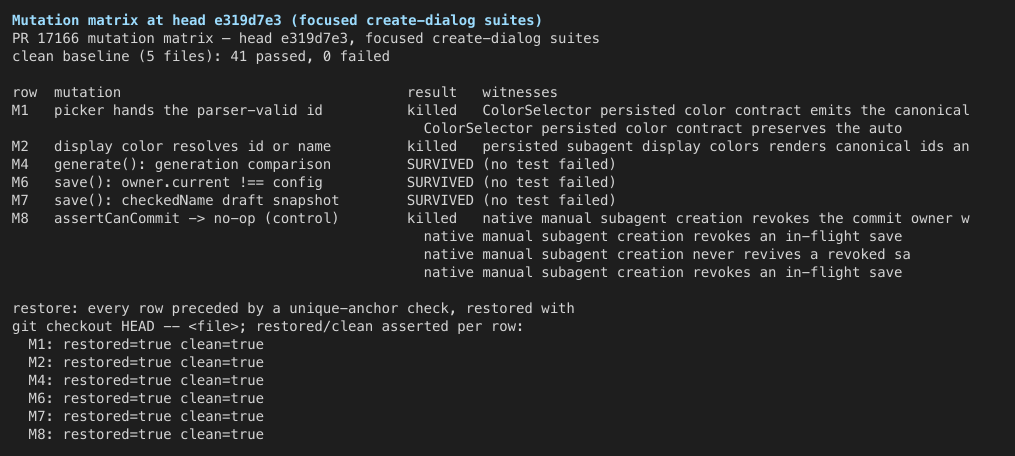 Mutation matrix at head e319d7e3 (focused create-dialog suites)
PR 17166 mutation matrix — head e319d7e3, focused create-dialog suites
clean baseline (5 files): 41 passed, 0 failed
row mutation result witnesses
M1 picker hands the parser-valid id killed ColorSelector persisted color contract emits the canonical
ColorSelector persisted color contract preserves the auto
M2 display color resolves id or name killed persisted subagent display colors renders canonical ids an
M4 generate(): generation comparison SURVIVED (no test failed)
M6 save(): owner.current !== config SURVIVED (no test failed)
M7 save(): checkedName draft snapshot SURVIVED (no test failed)
M8 assertCanCommit -> no-op (control) killed native manual subagent creation revokes the commit owner w
native manual subagent creation revokes an in-flight save
native manual subagent creation never revives a revoked sa
native manual subagent creation revokes an in-flight save
restore: every row preceded by a unique-anchor check, restored with
git checkout HEAD -- <file>; restored/clean asserted per row:
M1: restored=true clean=true
M2: restored=true clean=true
M4: restored=true clean=true
M6: restored=true clean=true
M7: restored=true clean=true
M8: restored=true clean=true